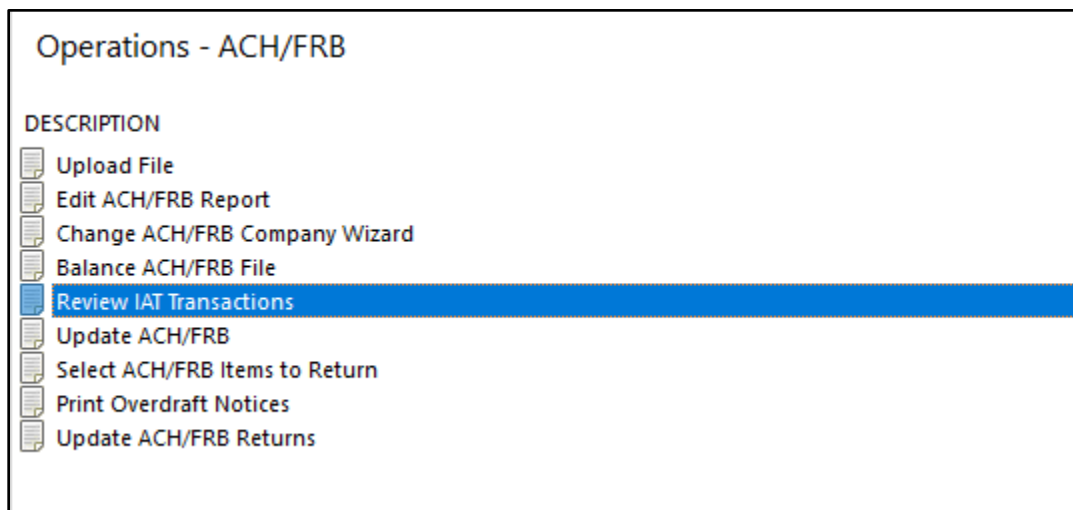 Operations - ACH/FRB
DESCRIPTION
Upload File
Edit ACH/FRB Report
Change ACH/FRB Company Wizard
Balance ACH/FRB File
Review IAT Transactions
Update ACH/FRB
Select ACH/FRB Items to Return
Print Overdraft Notices
Update ACH/FRB Returns